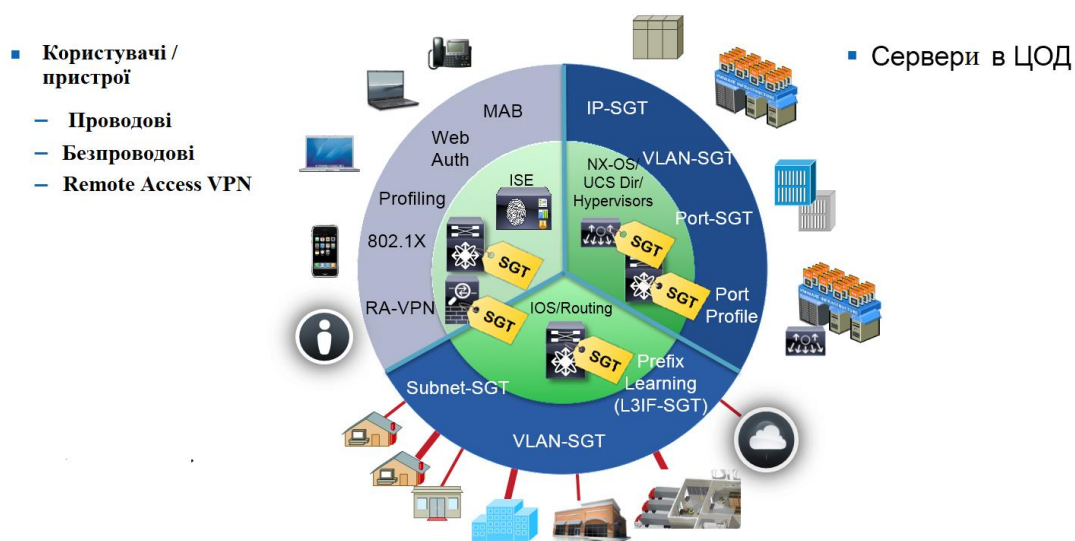 Користувачі /
пристрої
– Проводові
– Безпроводові
– Remote Access VPN
Сервери в ЦОД
MAB
Web
Auth
Profiling
802.1X
RA-VPN
ISE
SGT
SGT
IP-SGT
VLAN-SGT
Port-SGT
Port
Profile
NX-OS/
UCS Dir/
Hypervisors
SGT
SGT
IOS/Routing
SGT
Subnet-SGT
VLAN-SGT
Prefix
Learning
(L3IF-SGT)